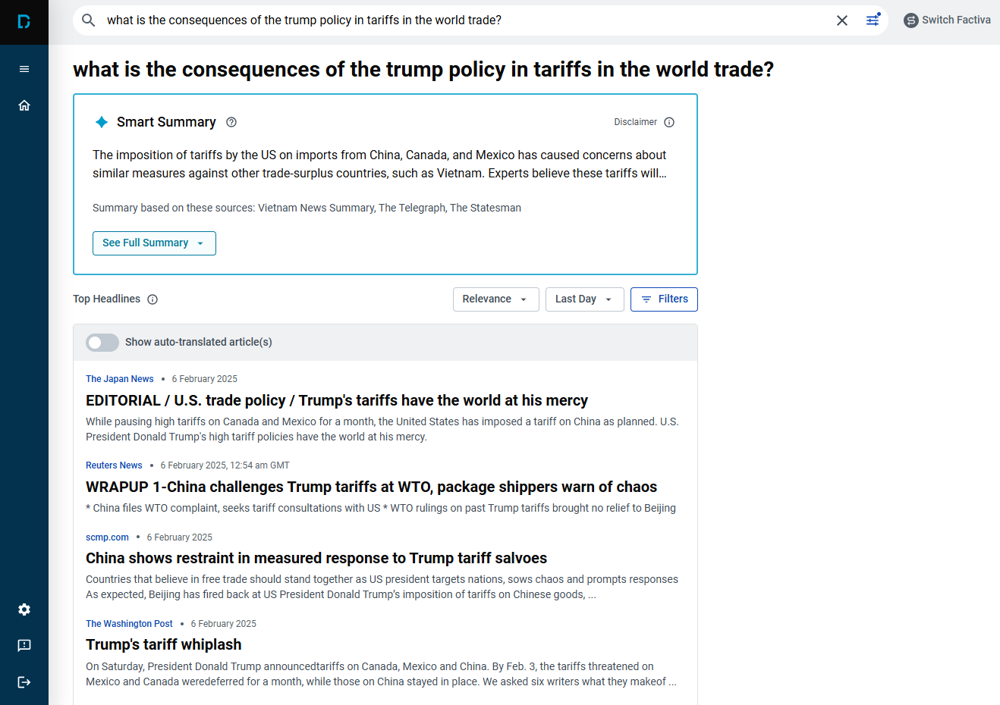 what is the consequences of the trump policy in tariffs in the world trade?
Switch Factiva
what is the consequences of the trump policy in tariffs in the world trade?
Smart Summary
Disclaimer
The imposition of tariffs by the US on imports from China, Canada, and Mexico has caused concerns about
similar measures against other trade-surplus countries, such as Vietnam. Experts believe these tariffs will...
Summary based on these sources: Vietnam News Summary, The Telegraph, The Statesman
See Full Summary
Top Headlines
Relevance
Last Day
Filters
Show auto-translated article(s)
The Japan News • 6 February 2025
EDITORIAL / U.S. trade policy / Trump's tariffs have the world at his mercy
While pausing high tariffs on Canada and Mexico for a month, the United States has imposed a tariff on China as planned. U.S.
President Donald Trump's high tariff policies have the world at his mercy.
Reuters News • 6 February 2025, 12:54 am GMT
WRAPUP 1-China challenges Trump tariffs at WTO, package shippers warn of chaos
* China files WTO complaint, seeks tariff consultations with US * WTO rulings on past Trump tariffs brought no relief to Beijing
scmp.com • 6 February 2025
China shows restraint in measured response to Trump tariff salvoes
Countries that believe in free trade should stand together as US president targets nations, sows chaos and prompts responses
As expected, Beijing has fired back at US President Donald Trump’s imposition of tariffs on Chinese goods, ...
The Washington Post • 6 February 2025
Trump's tariff whiplash
On Saturday, President Donald Trump announcedtariffs on Canada, Mexico and China. By Feb. 3, the tariffs threatened on
Mexico and Canada weredeferred for a month, while those on China stayed in place. We asked six writers what they makeof ...